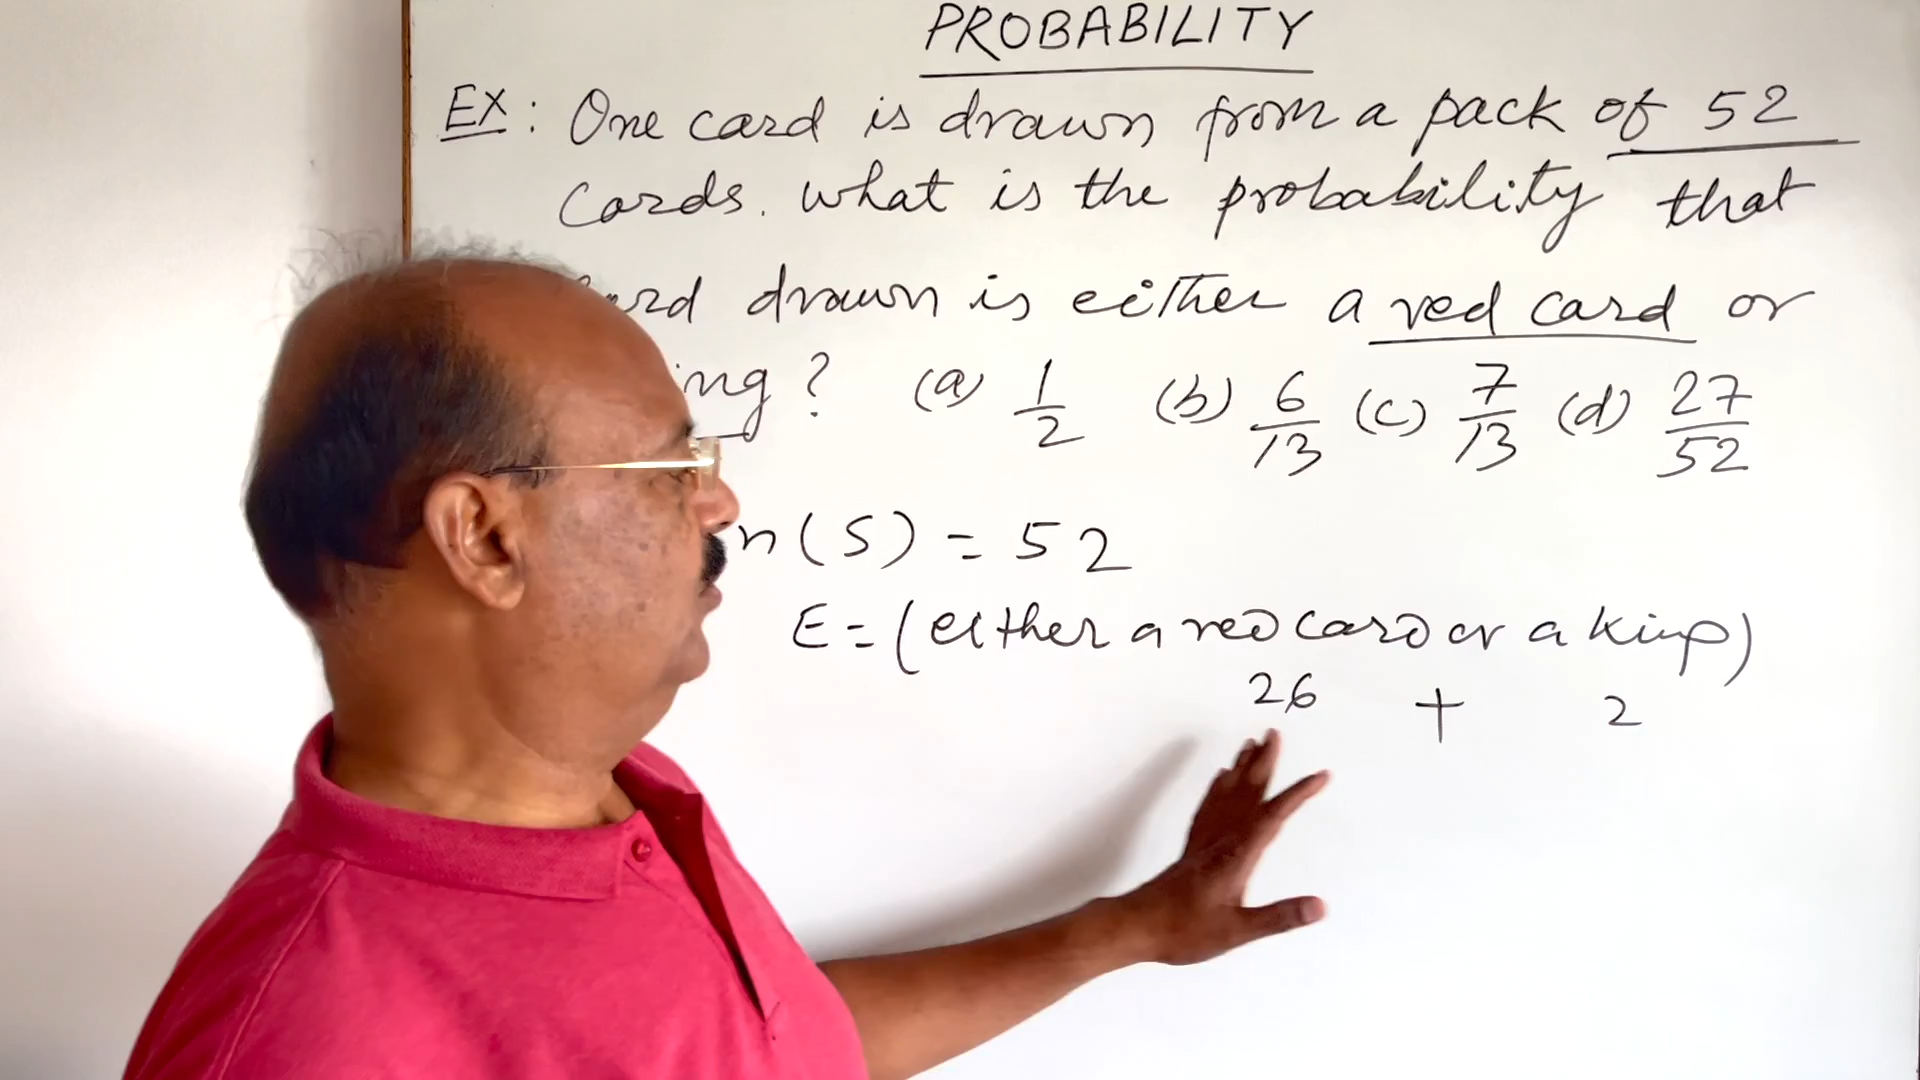 PROBABILITY
EX: One card is drawn from a pack of 52
cards. what is the probability that
drawn is either a red card or
? (a) 1/2 (b) 6/13 (c) 7/13 (d) 27/52
n(S) = 52
E = (either a red card or a king)
26 + 2